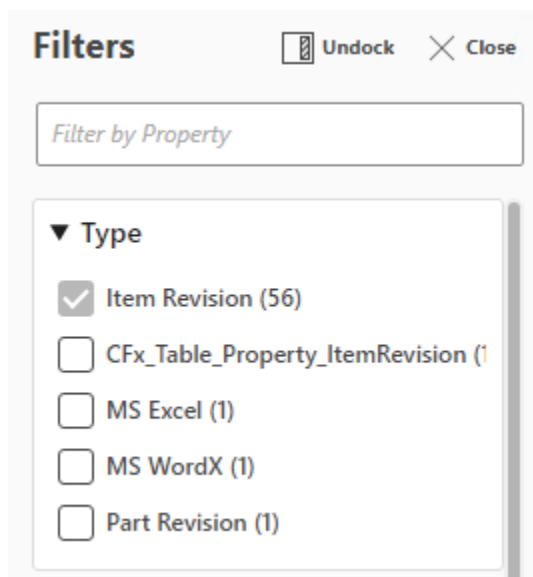 Filters
Undock
Close
Filter by Property
Type
Item Revision (56)
CFx_Table_Property_ItemRevision (1
MS Excel (1)
MS WordX (1)
Part Revision (1)